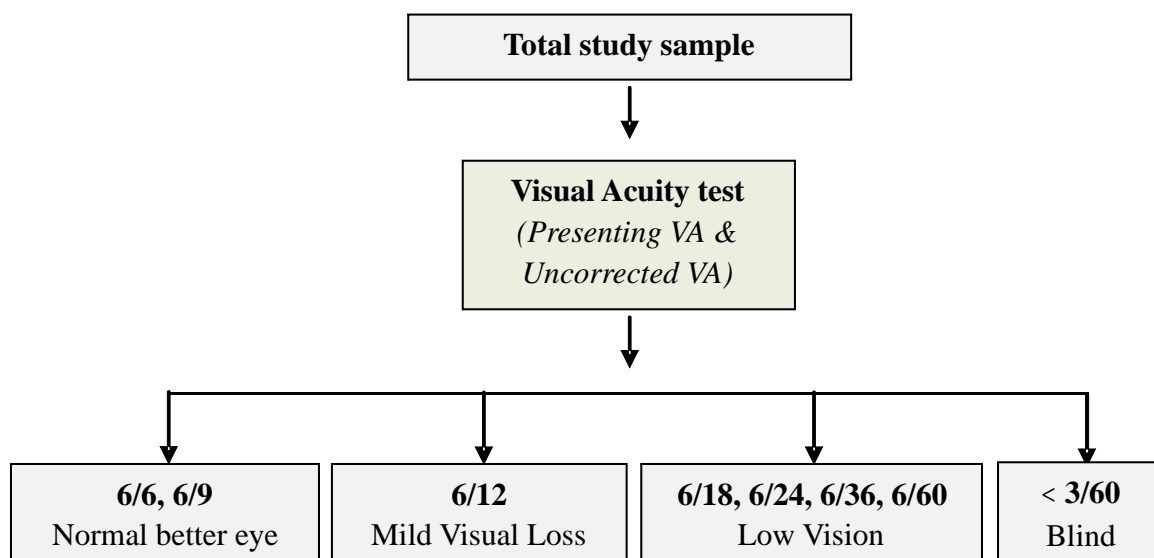 Total study sample
Visual Acuity test
(Presenting VA &
Uncorrected VA)
6/6, 6/9
Normal better eye
6/12
Mild Visual Loss
6/18, 6/24, 6/36, 6/60
Low Vision
< 3/60
Blind